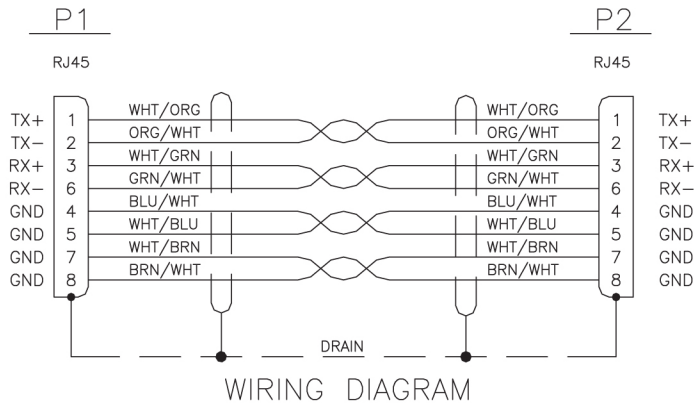 P1 P2
RJ45 RJ45
TX+ 1 WHT/ORG WHT/ORG 1 TX+
TX- 2 ORG/WHT ORG/WHT 2 TX-
RX+ 3 WHT/GRN WHT/GRN 3 RX+
RX- 6 GRN/WHT GRN/WHT 6 RX-
GND 4 BLU/WHT BLU/WHT 4 GND
GND 5 WHT/BLU WHT/BLU 5 GND
GND 7 WHT/BRN WHT/BRN 7 GND
GND 8 BRN/WHT BRN/WHT 8 GND
DRAIN
WIRING DIAGRAM